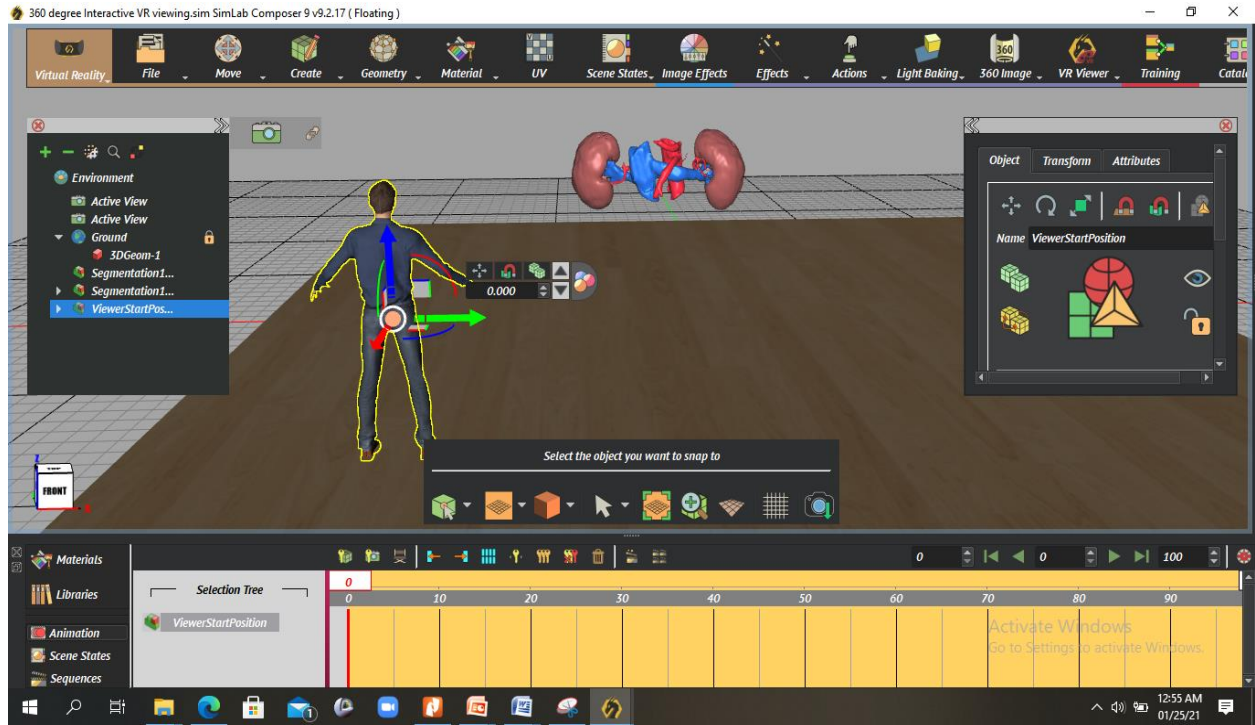 360 degree Interactive VR viewing.sim SimLab Composer 9 v9.2.17 ( Floating )
Virtual Reality File Move Create Geometry Material UV Scene States Image Effects Effects Actions Light Baking 360 Image VR Viewer Training Catal
Environment
Active View
Active View
Ground
3DGeom-1
Segmentation1...
Segmentation1...
ViewerStartPos...
0.000
Object Transform Attributes
Name ViewerStartPosition
FRONT
Select the object you want to snap to
Materials
Libraries
Animation
Scene States
Sequences
Selection Tree
ViewerStartPosition
0 0 100
0
0 10 20 30 40 50 60 70 80 90
Activate Windows
Go to Settings to activate Windows.
12:55 AM
01/25/21